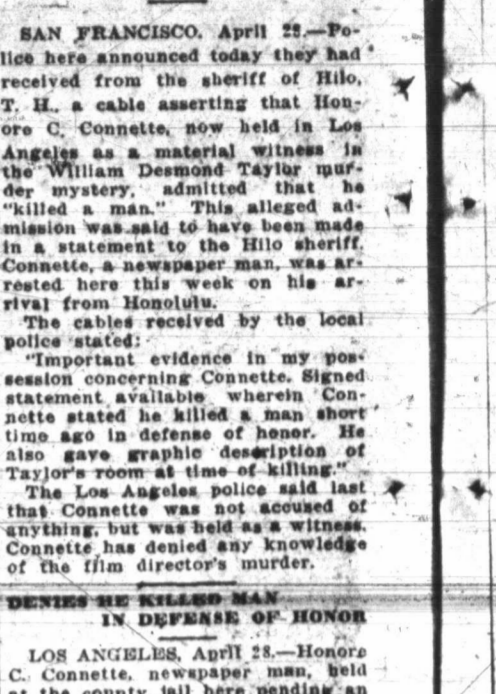 SAN FRANCISCO, April 28.—Po-
lice here announced today they had
received from the sheriff of Hilo,
T. H., a cable asserting that Hon-
ore C. Connette, now held in Los
Angeles as a material witness in
the William Desmond Taylor mur-
der mystery, admitted that he
"killed a man." This alleged ad-
mission was said to have been made
in a statement to the Hilo sheriff.
Connette, a newspaper man, was ar-
rested here this week on his ar-
rival from Honolulu.
The cables received by the local
police stated:
"Important evidence in my pos-
session concerning Connette. Signed
statement available wherein Con-
nette stated he killed a man short
time ago in defense of honor. He
also gave graphic description of
Taylor's room at time of killing."
The Los Angeles police said last
that Connette was not accused of
anything, but was held as a witness.
Connette has denied any knowledge
of the film director's murder.
DENIES HE KILLED MAN
IN DEFENSE OF HONOR
LOS ANGELES, April 28.—Honore
C. Connette, newspaper man, held
at the county jail here pending an